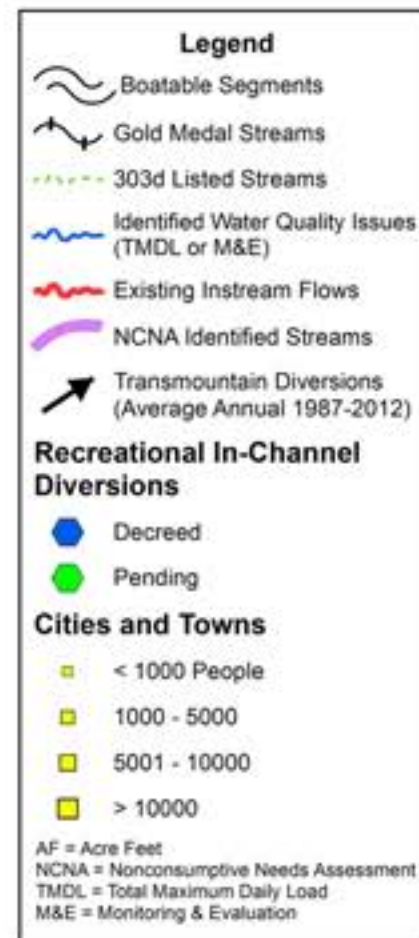 Legend
Boatable Segments
Gold Medal Streams
303d Listed Streams
Identified Water Quality Issues
(TMDL or M&E)
Existing Instream Flows
NCNA Identified Streams
Transmountain Diversions
(Average Annual 1987-2012)
Recreational In-Channel
Diversions
Decreed
Pending
Cities and Towns
< 1000 People
1000 - 5000
5001 - 10000
> 10000
AF = Acre Feet
NCNA = Nonconsumptive Needs Assessment
TMDL = Total Maximum Daily Load
M&E = Monitoring & Evaluation